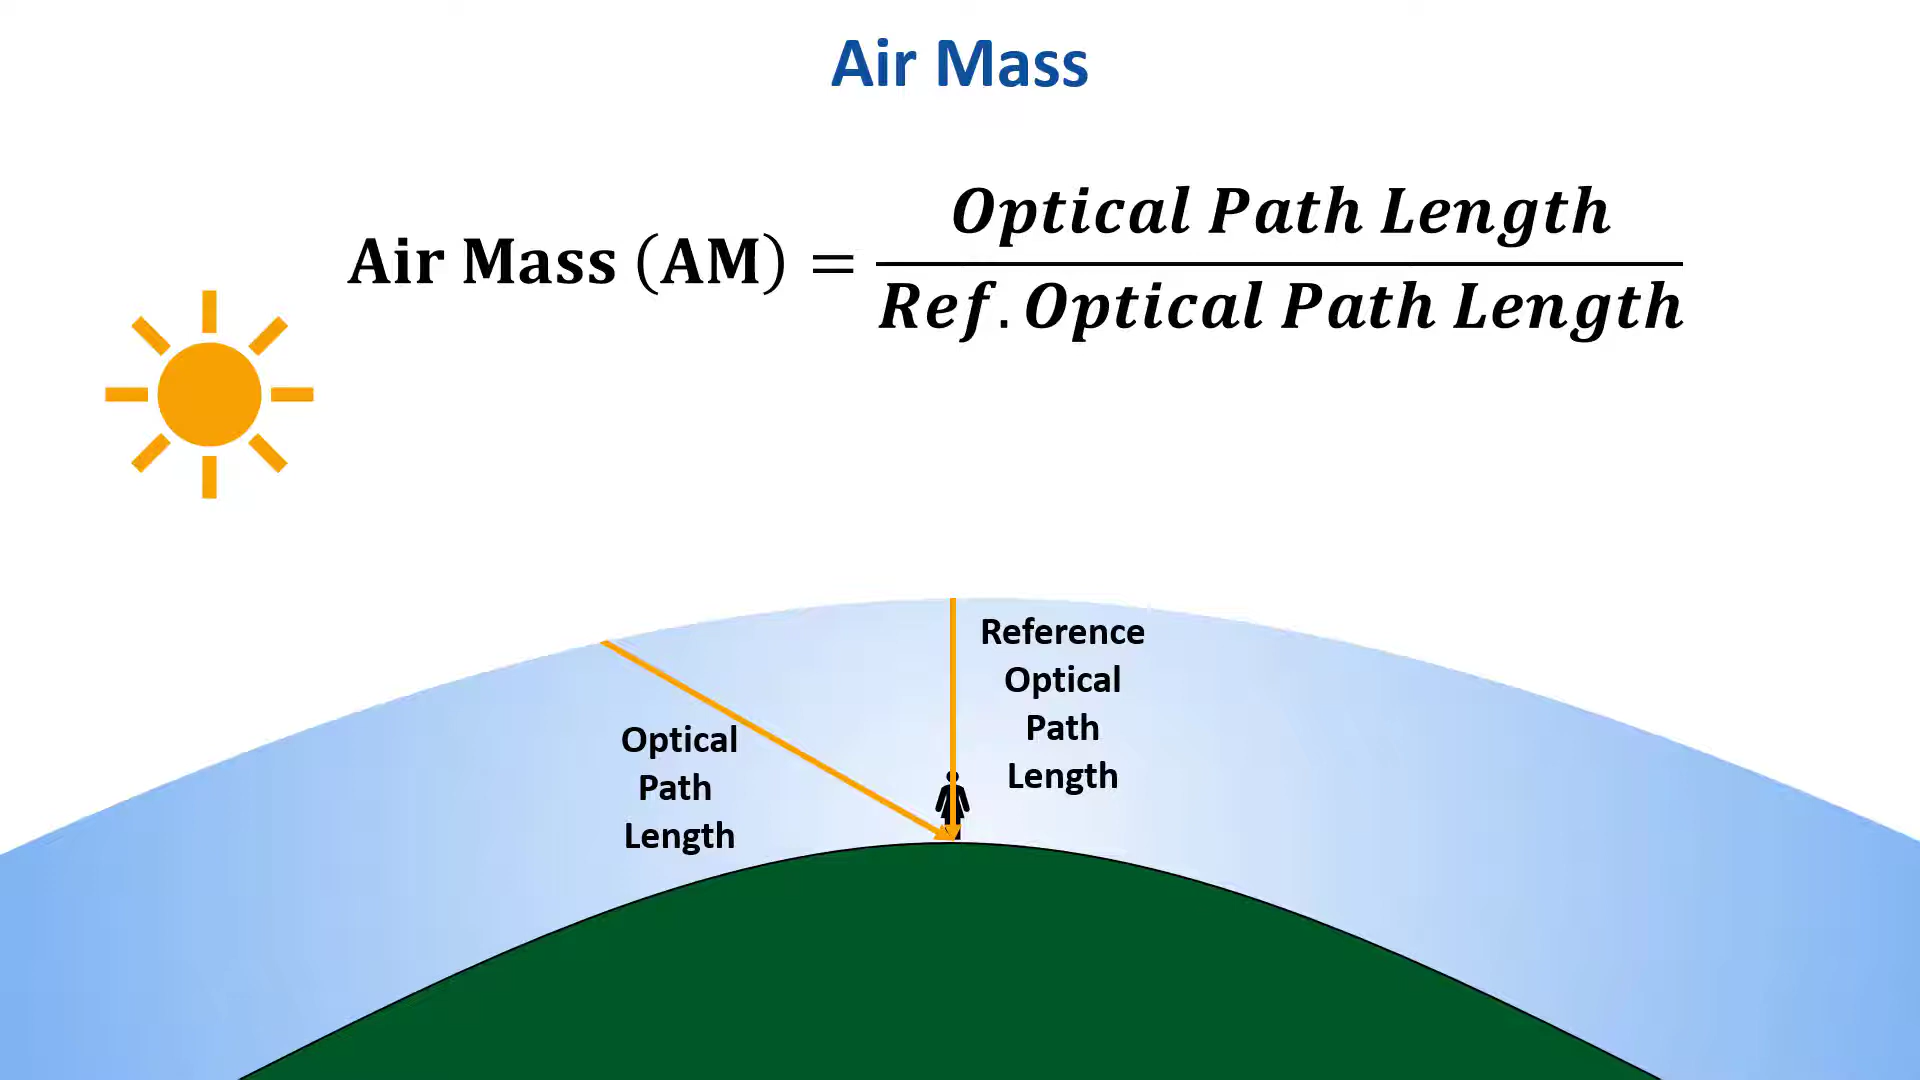 Air Mass
Air Mass (AM) = Optical Path Length / Ref. Optical Path Length
Reference
Optical
Path
Length
Optical
Path
Length